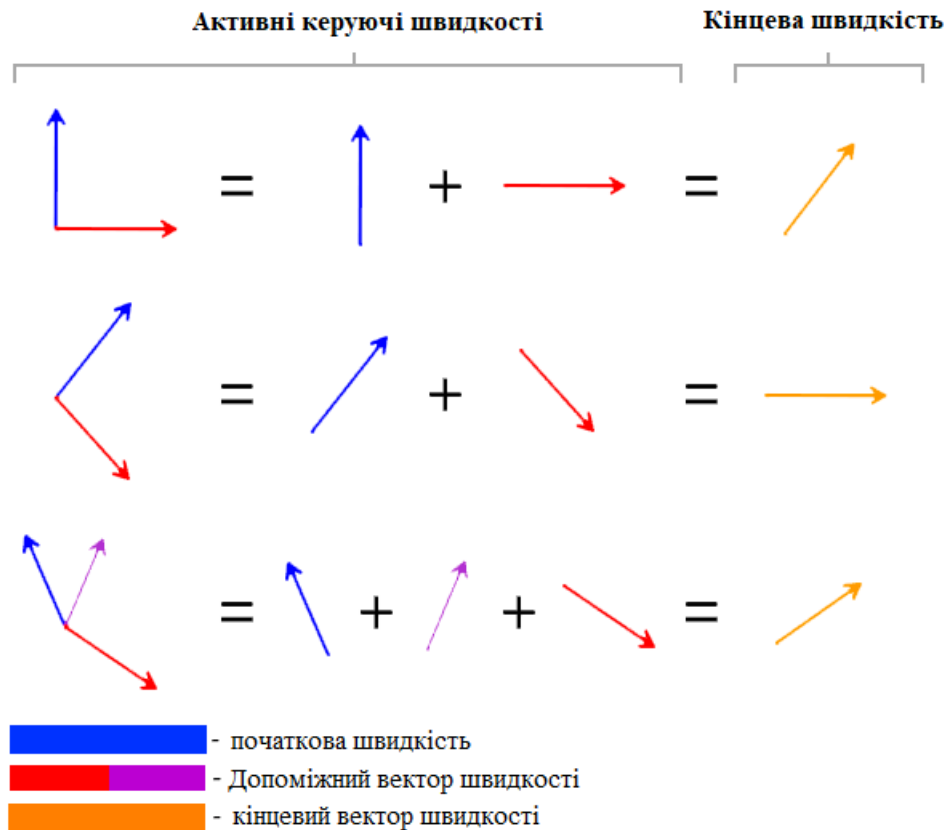 Активні керуючі швидкості
Кінцева швидкість
= + =
= + =
= + + =
- початкова швидкість
- Допоміжний вектор швидкості
- кінцевий вектор швидкості